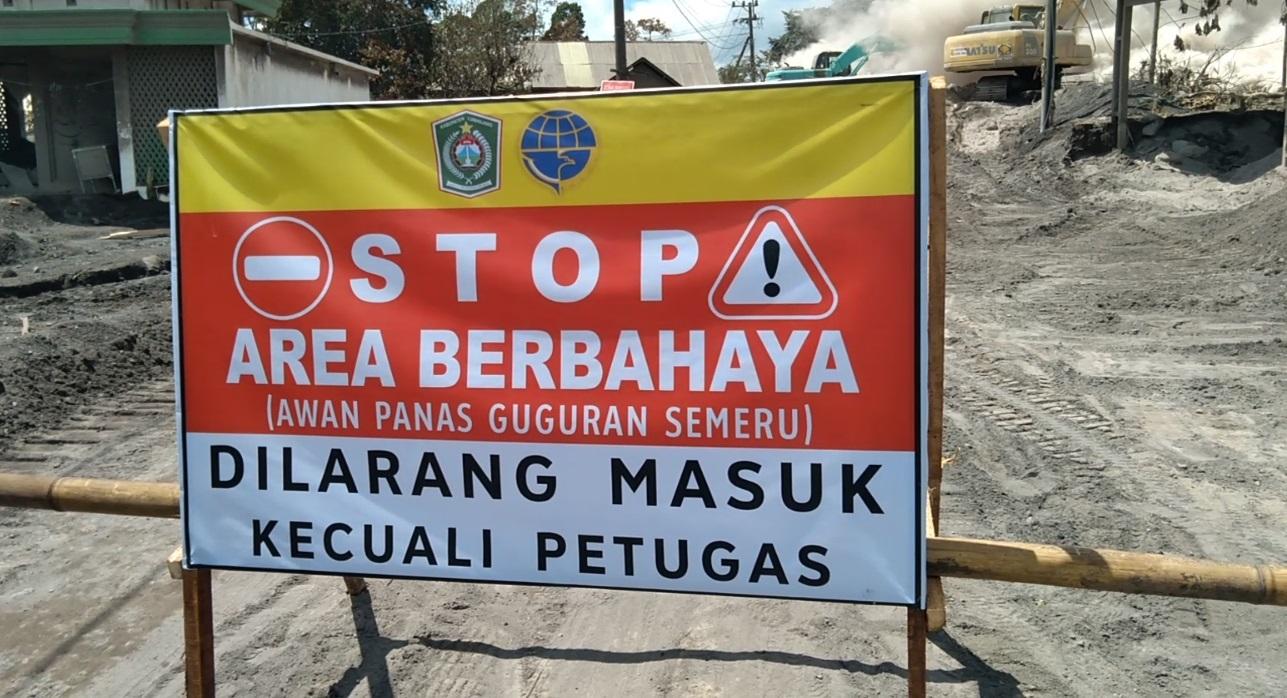 STOP
AREA BERBAHAYA
(AWAN PANAS GUGURAN SEMERU)
DILARANG MASUK
KECUALI PETUGAS